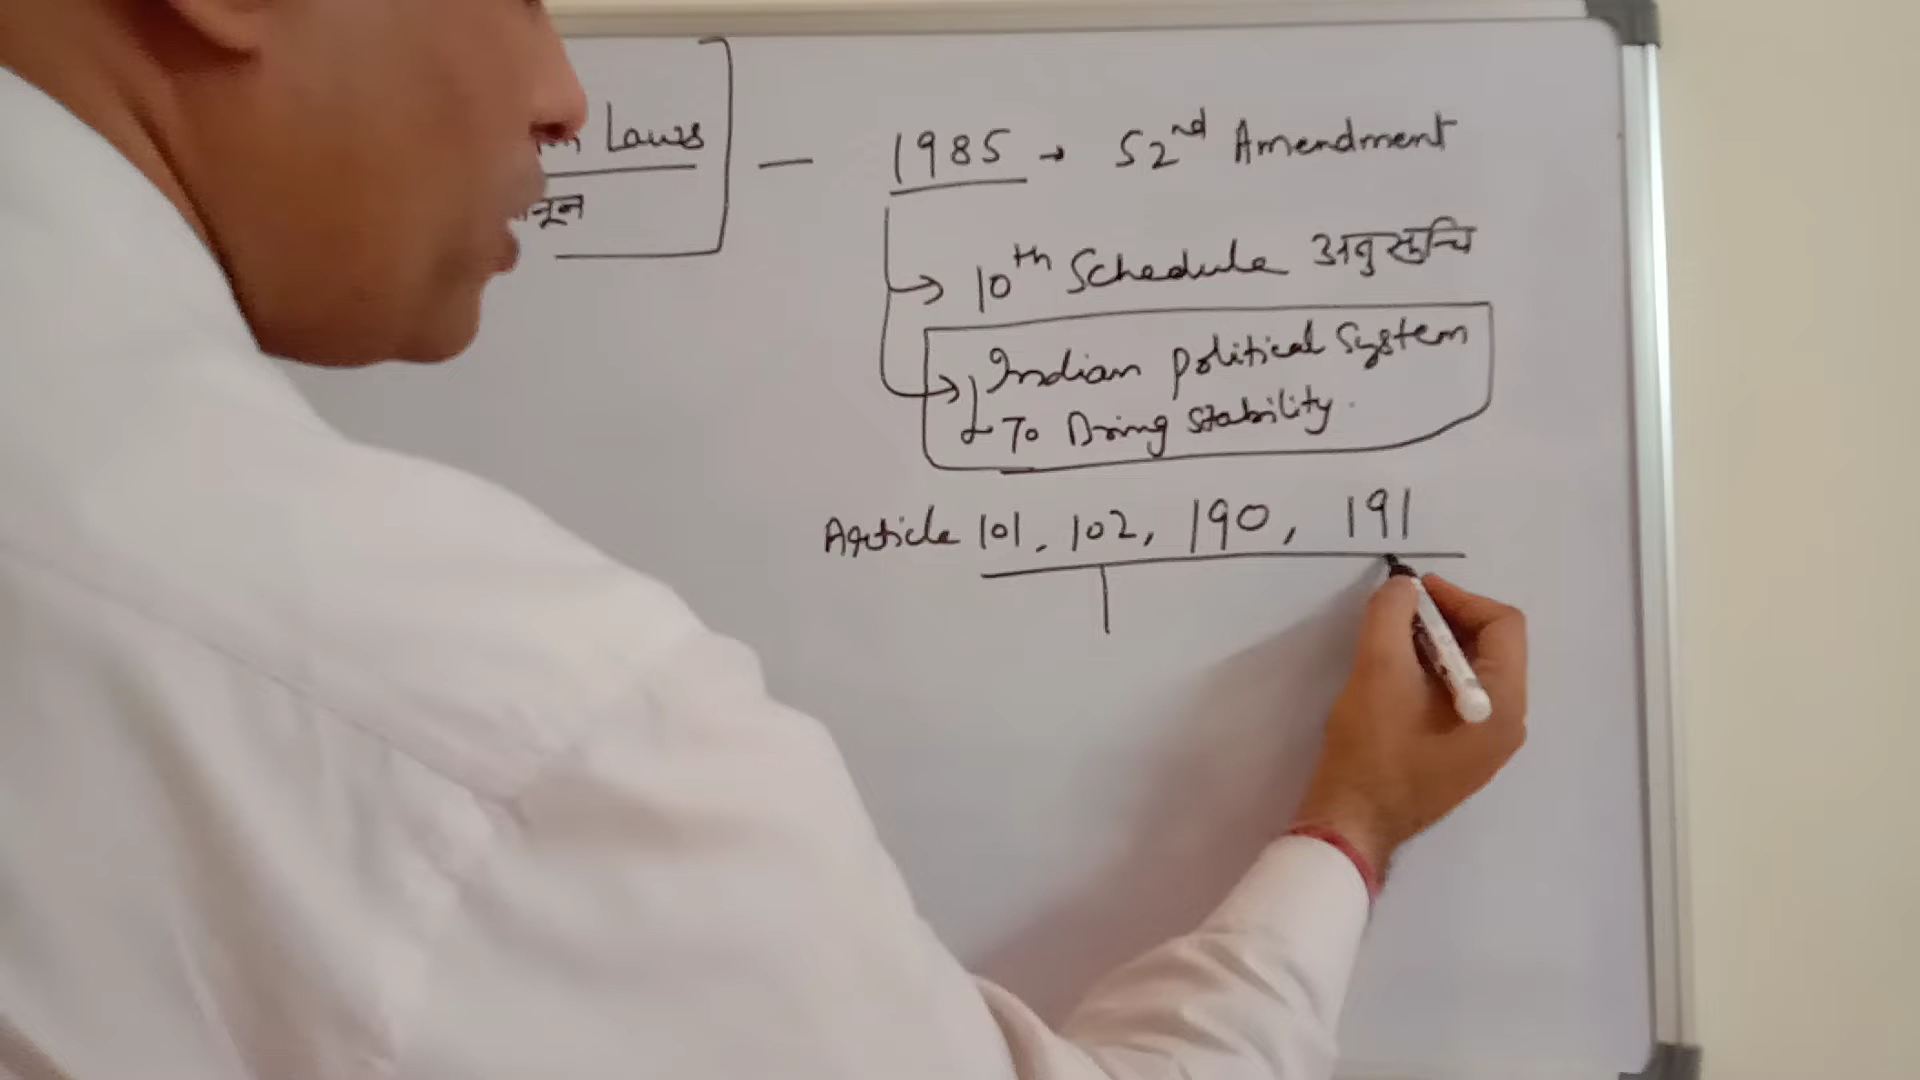 Laws
1985 → 52nd Amendment
10th Schedule अनुसूचि
Indian Political System
To Bring Stability.
Article 101, 102, 190, 191